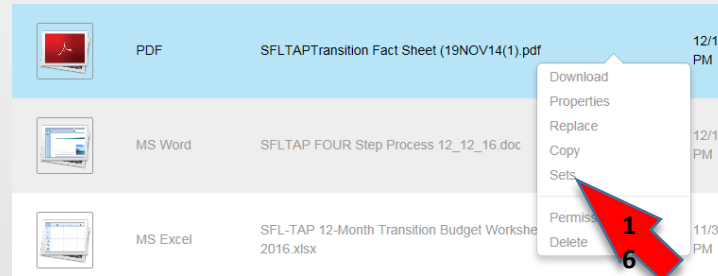 PDF SFLTAPTransition Fact Sheet (19NOV14(1).pdf 12/1
PM
Download
Properties
Replace
MS Word SFLTAP FOUR Step Process 12_12_16.doc 12/1
Copy PM
Sets
Permiss
MS Excel SFL-TAP 12-Month Transition Budget Workshe 11/3
2016.xlsx Delete PM
16